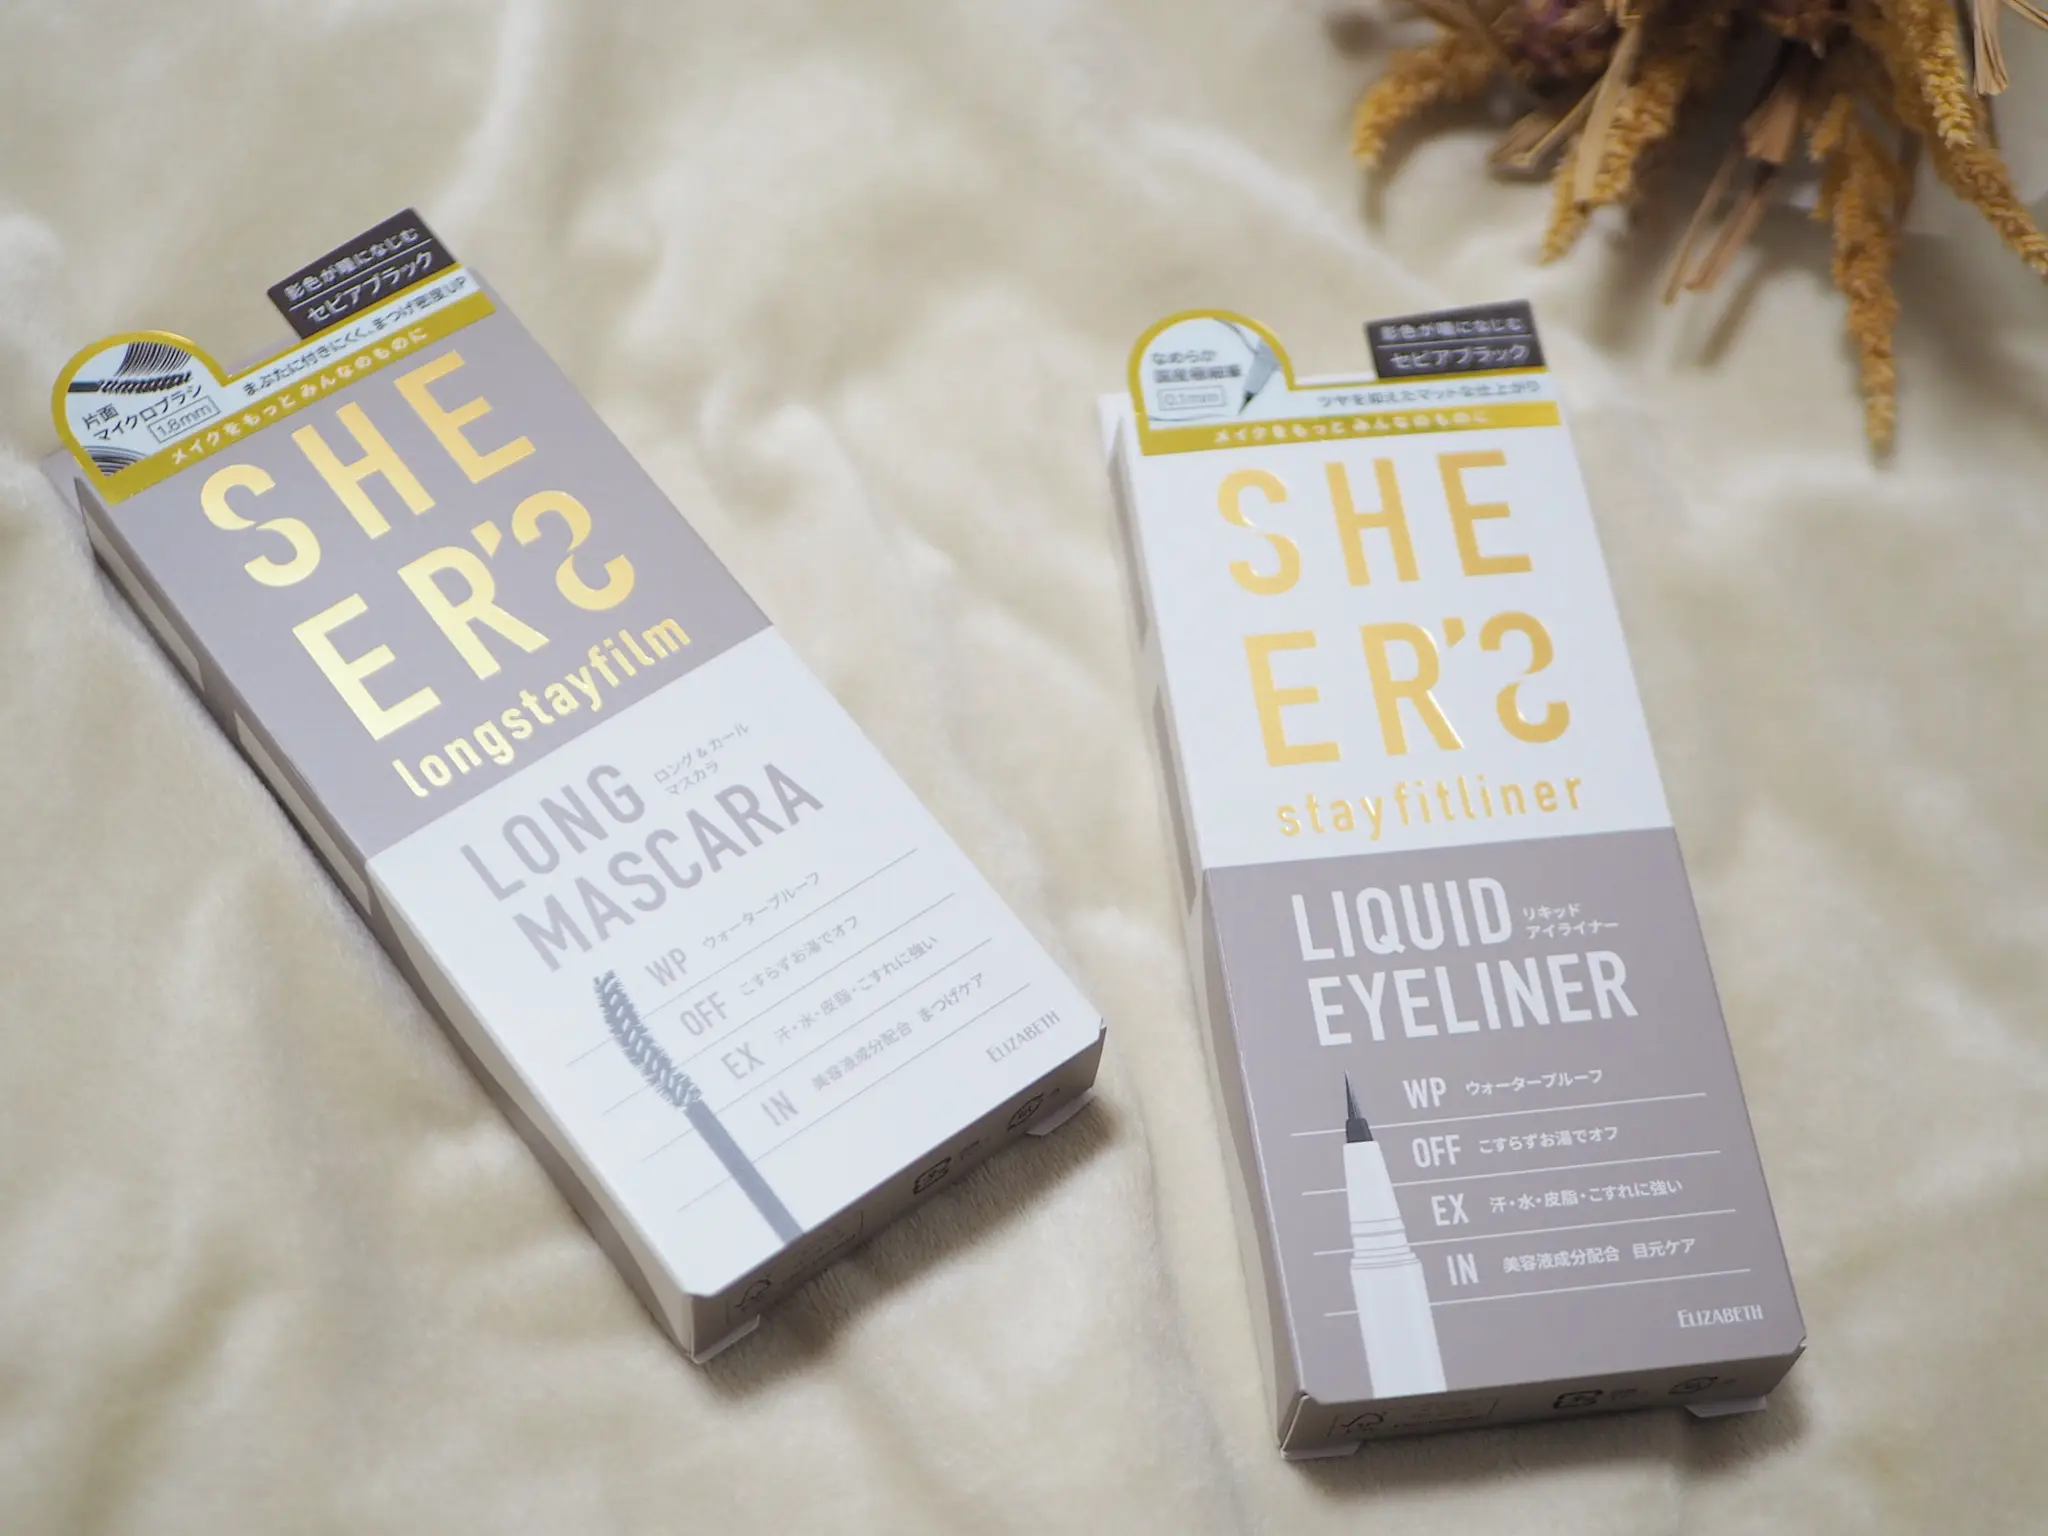 彩色が瞳になじむ
セピアブラック
まぶたに付きにくく、まつげ密度UP
片面
マイクロブラシ
1.8mm
メイクをもっとみんなのものに
SHE
ER'S
longstayfilm
LONG
MASCARA
ロング&カール
マスカラ
WP ウォータープルーフ
OFF こすらずお湯でオフ
EX 汗・水・皮脂・こすれに強い
IN 美容液成分配合 まつげケア
ELIZABETH
彩色が瞳になじむ
セピアブラック
なめらか
国産極細筆
0.1mm
ツヤを抑えたマットな仕上がり
メイクをもっとみんなのものに
SHE
ER'S
stayfitliner
LIQUID
EYELINER
リキッド
アイライナー
WP ウォータープルーフ
OFF こすらずお湯でオフ
EX 汗・水・皮脂・こすれに強い
IN 美容液成分配合 目元ケア
ELIZABETH